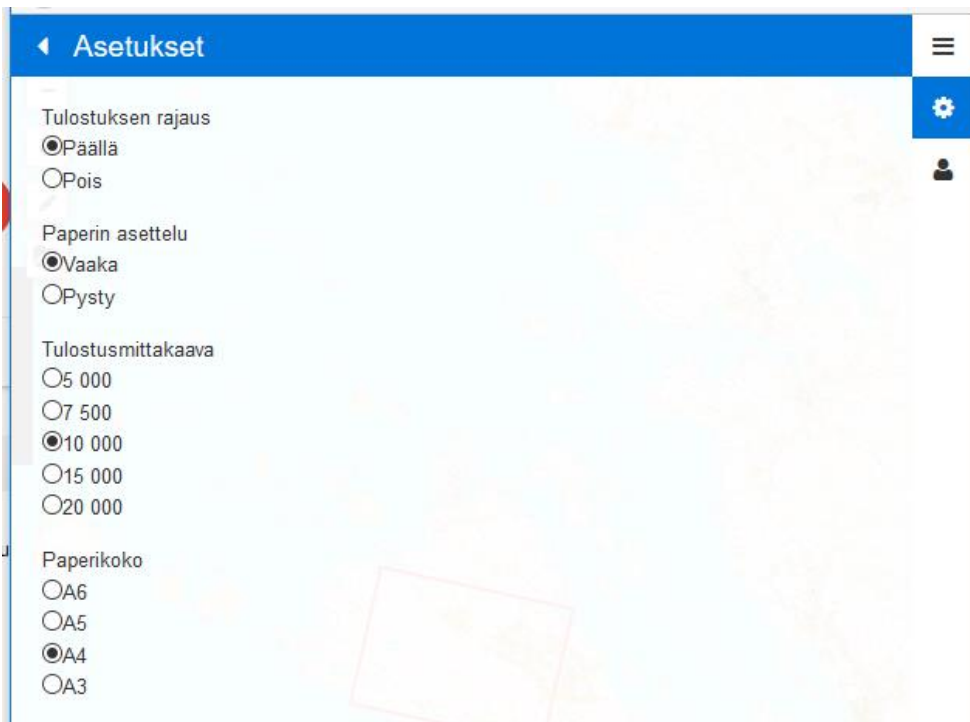 Asetukset
Tulostuksen rajaus
Päällä
Pois
Paperin asettelu
Vaaka
Pysty
Tulostusmittakaava
5 000
7 500
10 000
15 000
20 000
Paperikoko
A6
A5
A4
A3